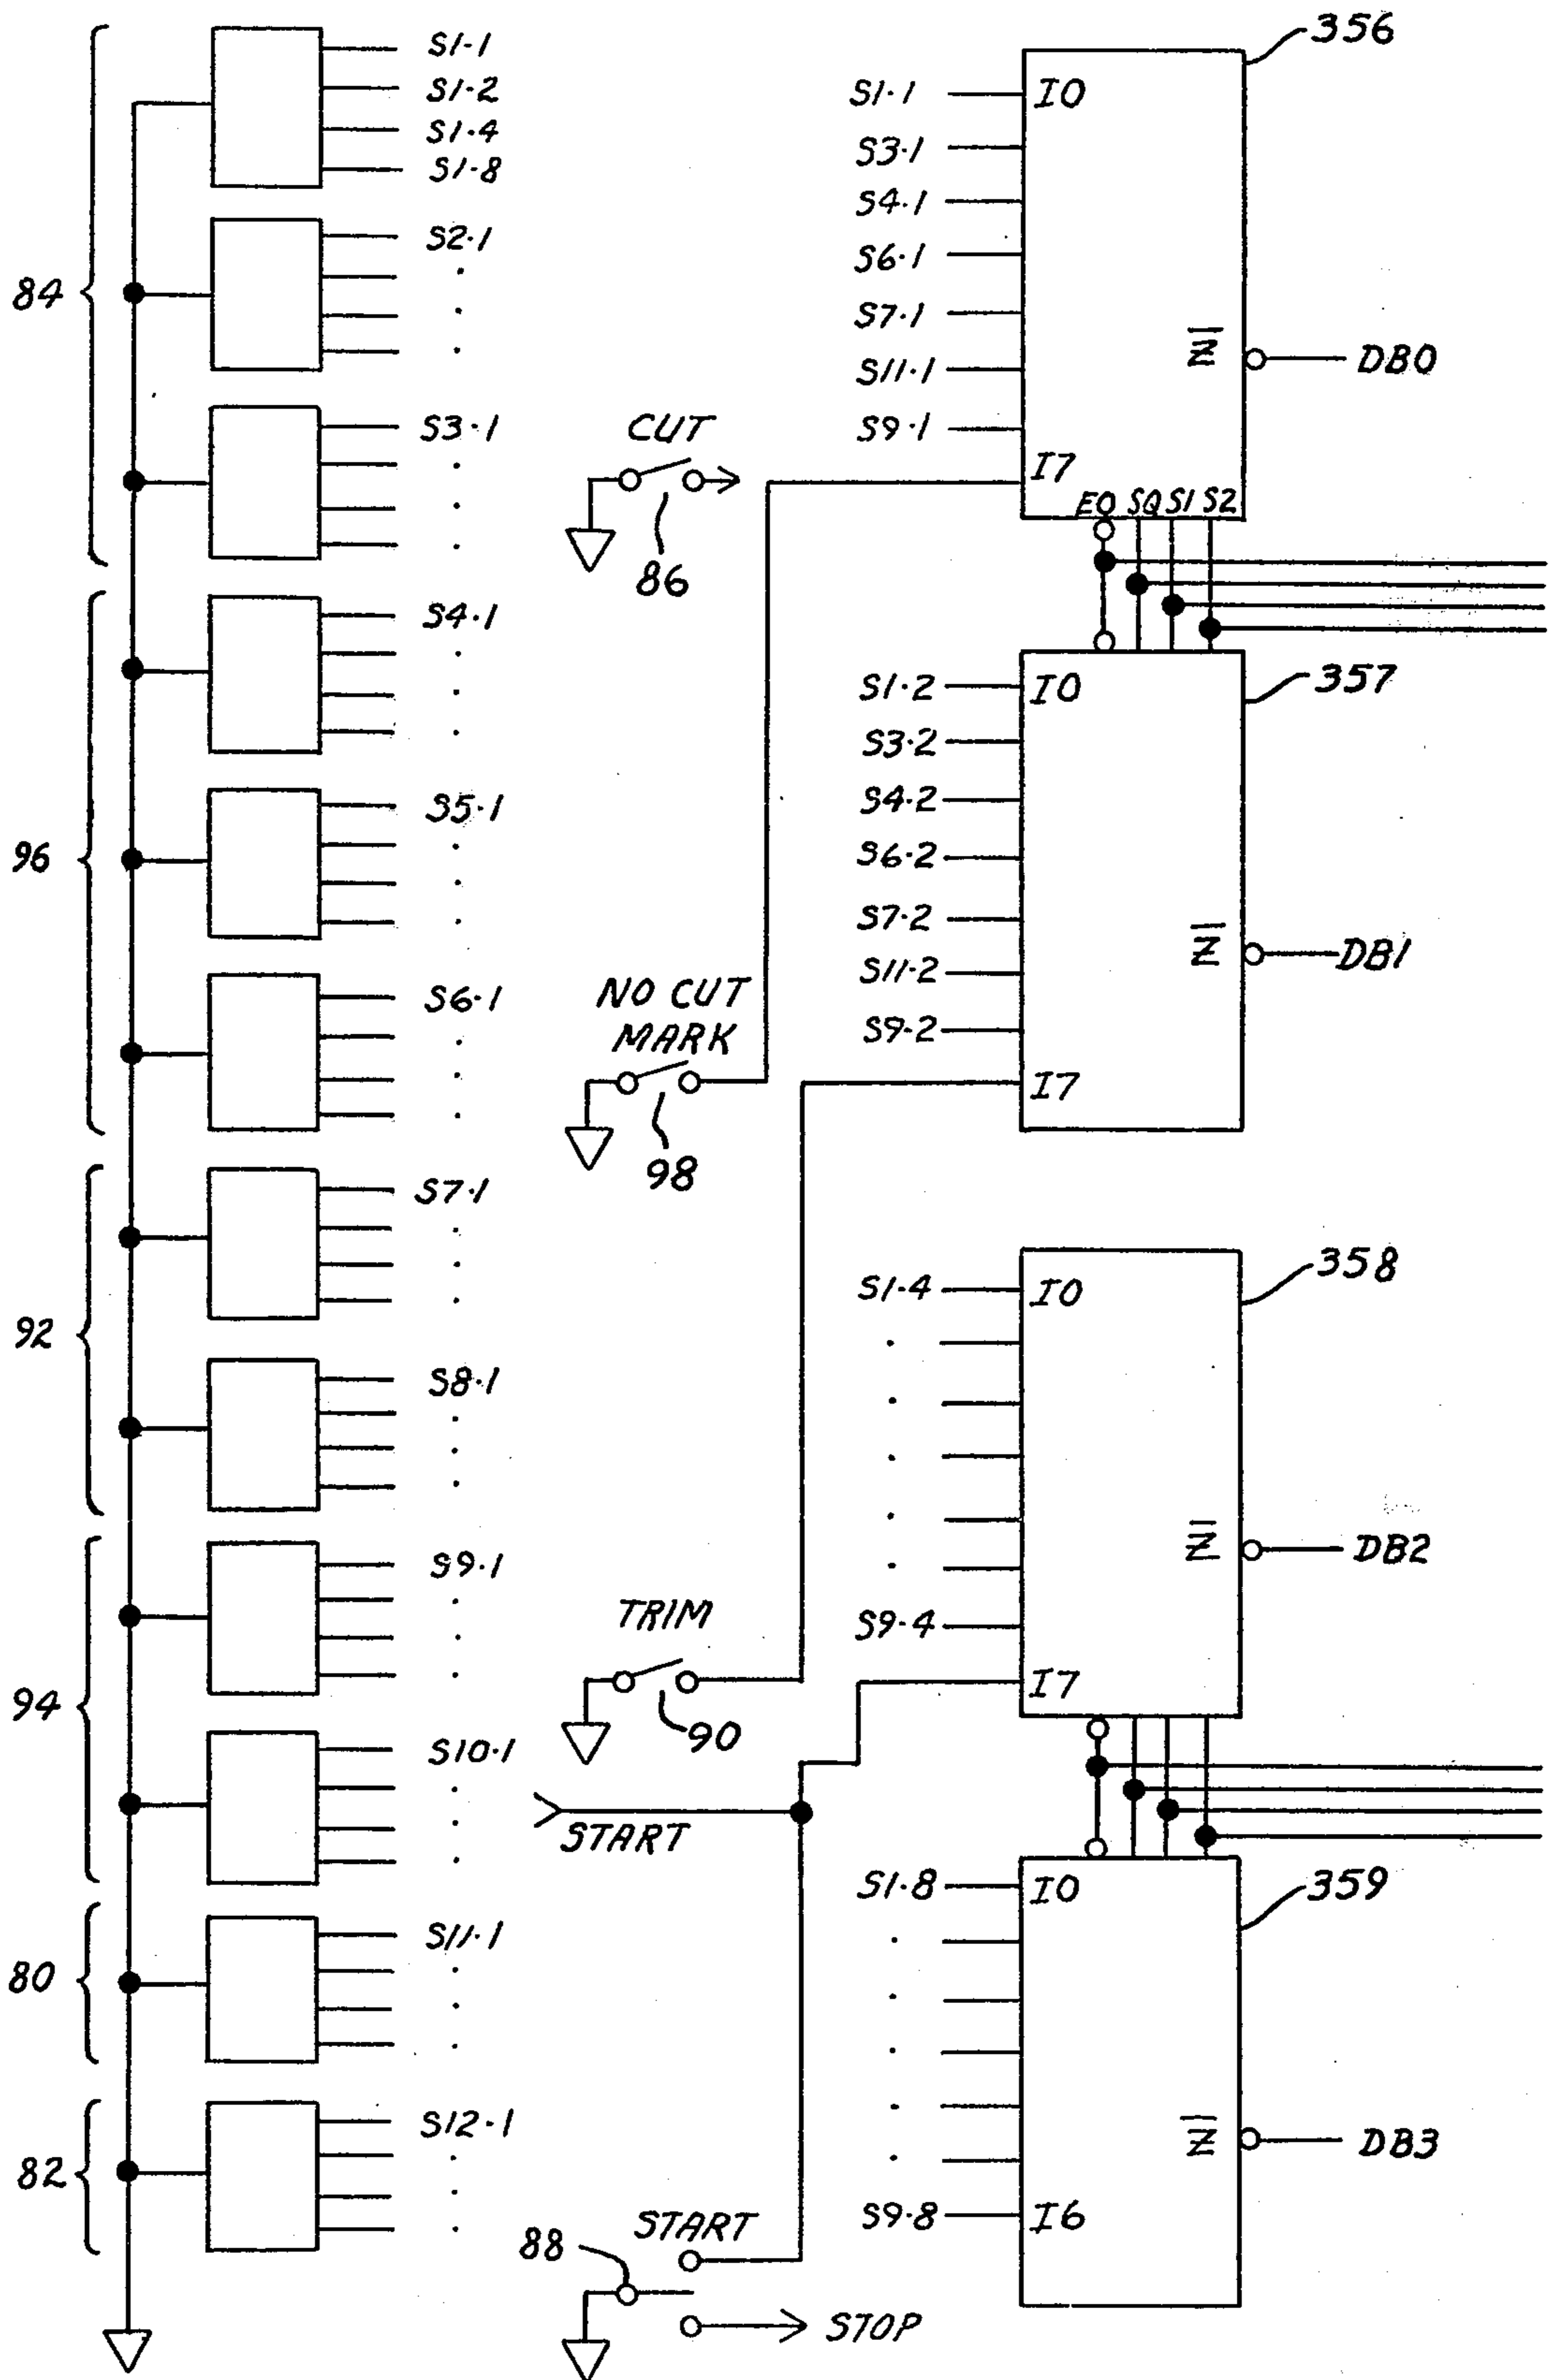 84
S1-1
S1-2
S1-4
S1-8
S2.1
S3.1
96
S4.1
S5.1
S6.1
92
S7.1
S8.1
94
S9.1
S10.1
80
S11.1
82
S12.1
CUT
86
NO CUT
MARK
98
TRIM
90
START
START
88
STOP
356
S1.1
I0
S3.1
S4.1
S6.1
S7.1
S11.1
S9.1
I7
E0 SQ S1 S2
Z
DB0
357
S1.2
I0
S3.2
S4.2
S6.2
S7-2
S11-2
S9-2
I7
Z
DB1
358
S1-4
I0
S9-4
I7
Z
DB2
359
S1.8
I0
S9.8
I6
Z
DB3